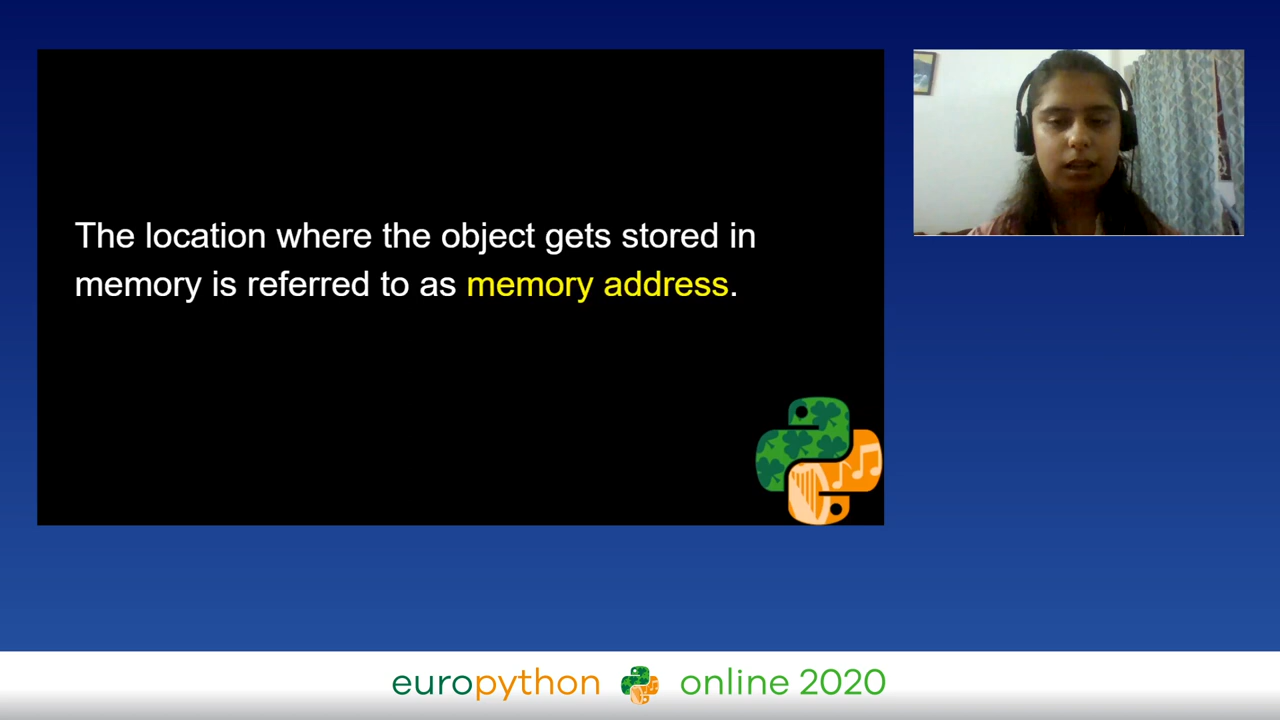 The location where the object gets stored in
memory is referred to as memory address.
europython online 2020